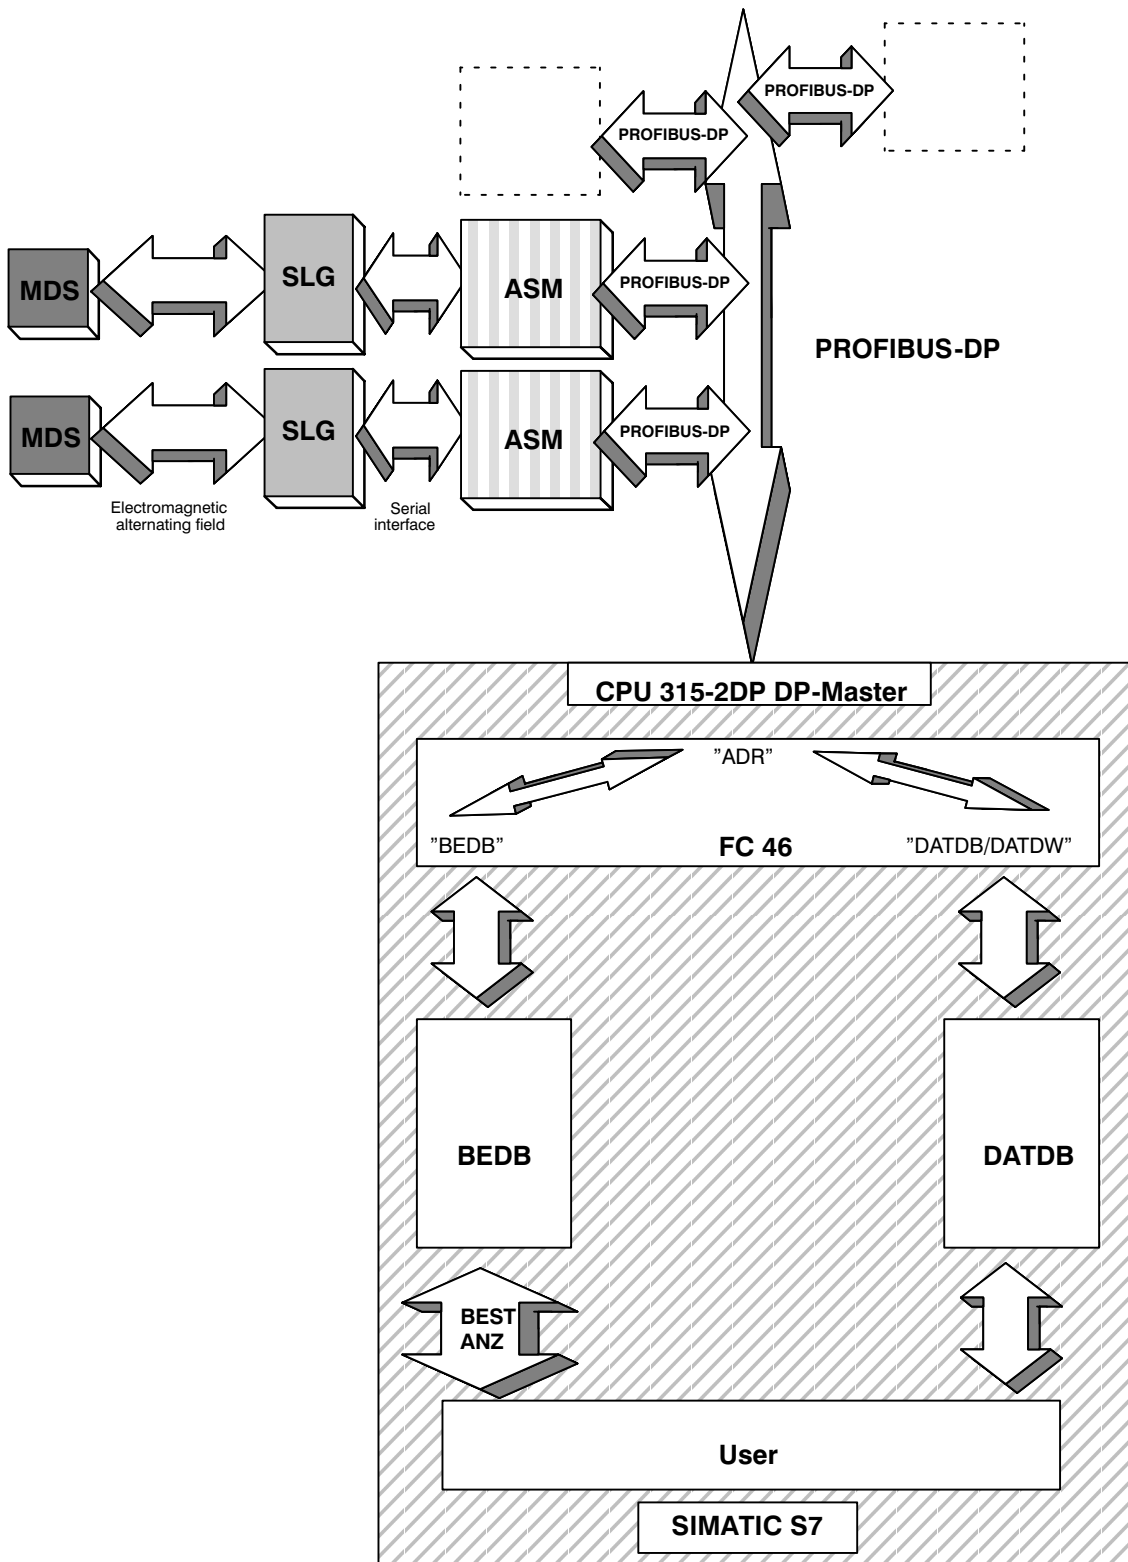 PROFIBUS-DP
PROFIBUS-DP
MDS
SLG
ASM
PROFIBUS-DP
PROFIBUS-DP
MDS
SLG
ASM
PROFIBUS-DP
Electromagnetic
alternating field
Serial
interface
CPU 315-2DP DP-Master
”ADR”
”BEDB”
FC 46
”DATDB/DATDW”
BEDB
DATDB
BEST
ANZ
User
SIMATIC S7